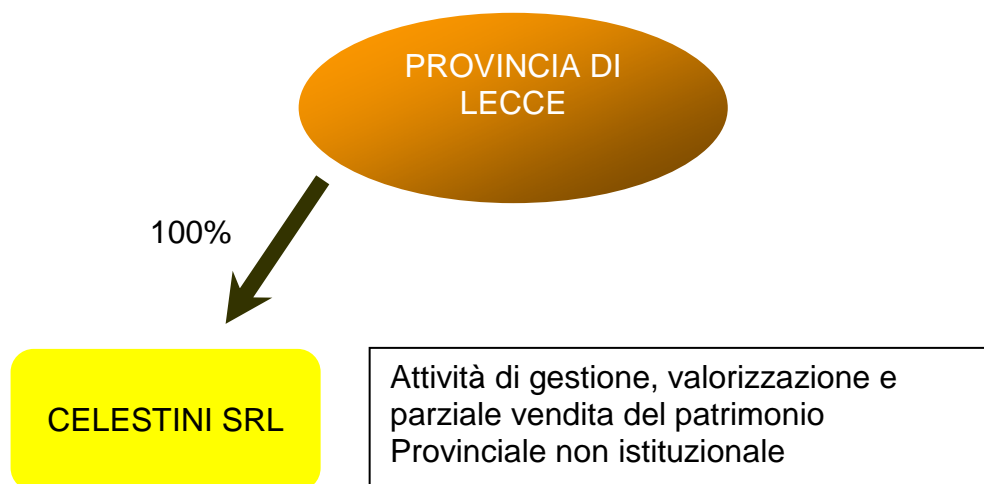 PROVINCIA DI
LECCE
100%
CELESTINI SRL
Attività di gestione, valorizzazione e
parziale vendita del patrimonio
Provinciale non istituzionale